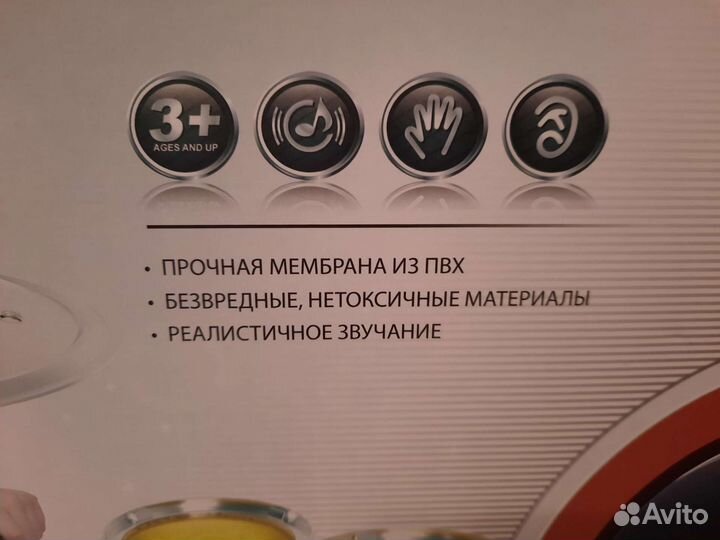 3+
AGES AND UP
• ПРОЧНАЯ МЕМБРАНА ИЗ ПВХ
• БЕЗВРЕДНЫЕ, НЕТОКСИЧНЫЕ МАТЕРИАЛЫ
• РЕАЛИСТИЧНОЕ ЗВУЧАНИЕ
Avito